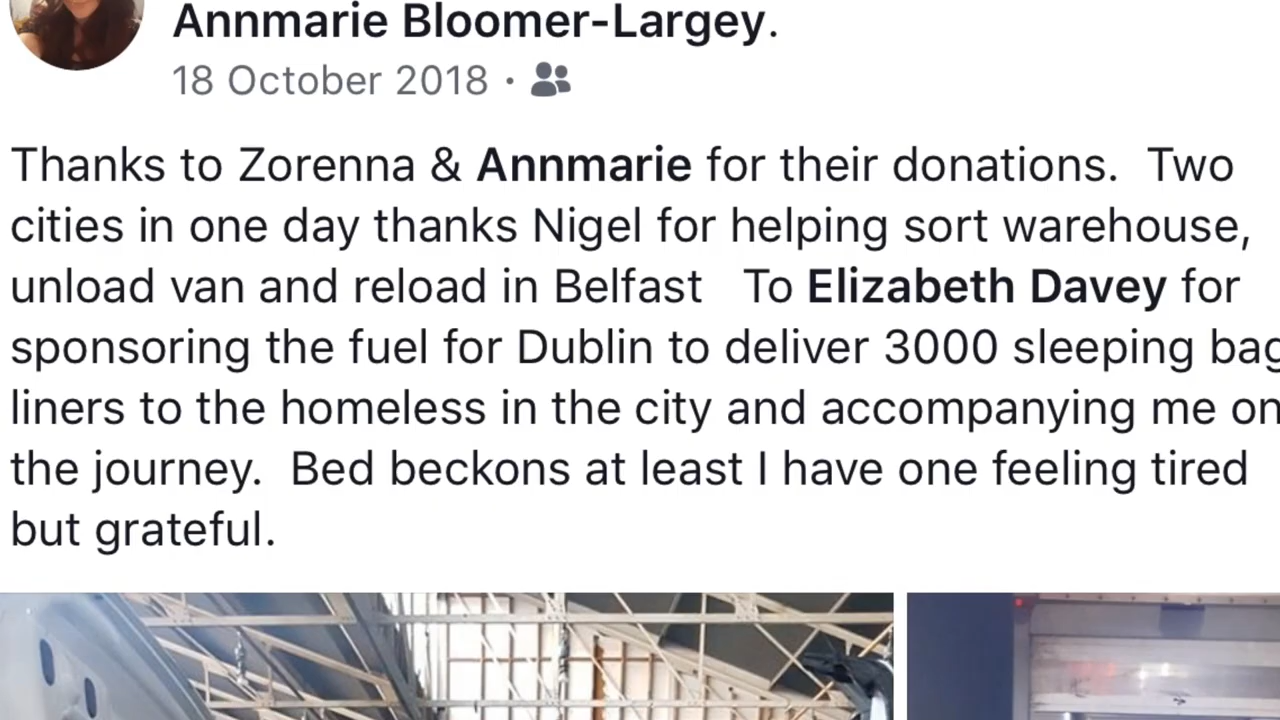 Annmarie Bloomer-Largey.
18 October 2018 ·
Thanks to Zorenna & Annmarie for their donations.  Two
cities in one day thanks Nigel for helping sort warehouse,
unload van and reload in Belfast   To Elizabeth Davey for
sponsoring the fuel for Dublin to deliver 3000 sleeping bag
liners to the homeless in the city and accompanying me on
the journey.  Bed beckons at least I have one feeling tired
but grateful.